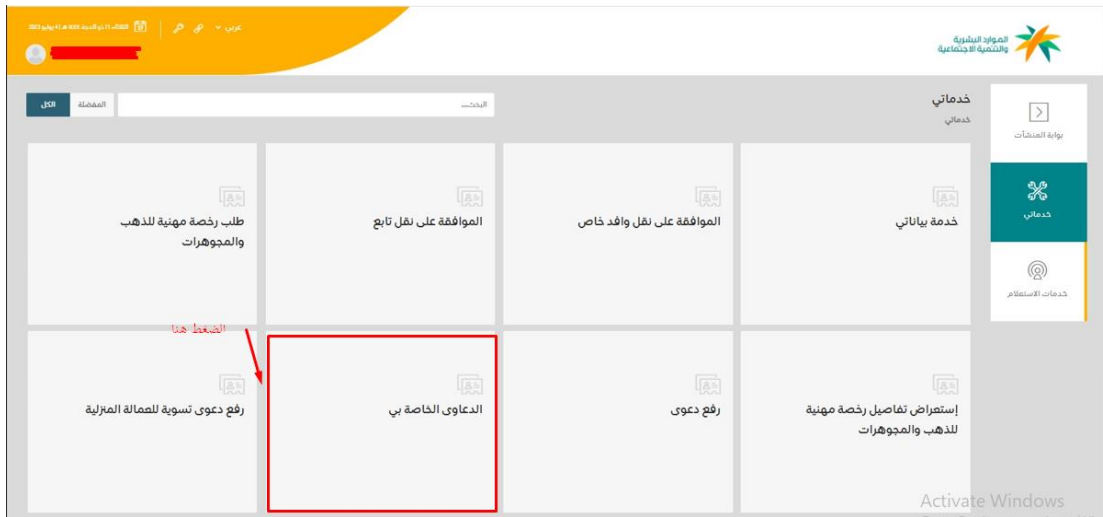 عربي
الموارد البشرية
والتنمية الاجتماعية
خدماتي
خدماتي
البحث...
المفضلة
الكل
بوابة المنشآت
خدماتي
خدمات الاستعلام
خدمة بياناتي
الموافقة على نقل وافد خاص
الموافقة على نقل تابع
طلب رخصة مهنية للذهب
والمجوهرات
الضغط هنا
إستعراض تفاصيل رخصة مهنية
للذهب والمجوهرات
رفع دعوى
الدعاوى الخاصة بي
رفع دعوى تسوية للعمالة المنزلية
Activate Windows